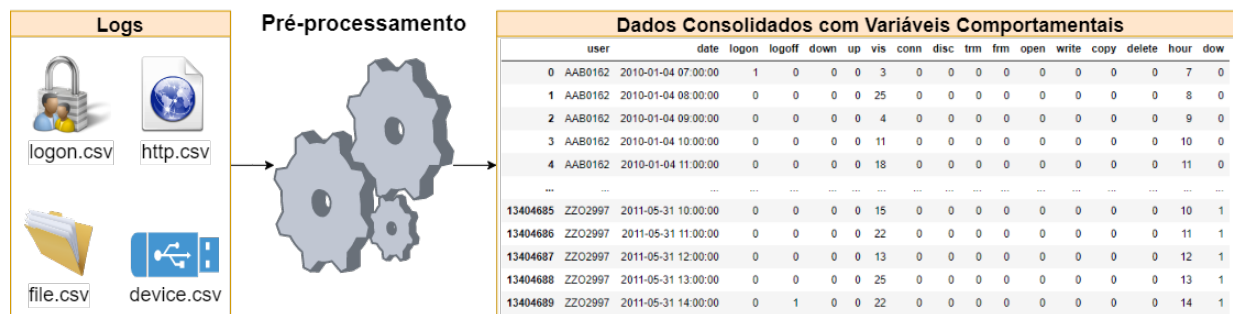 Logs
logon.csv http.csv
file.csv device.csv
Pré-processamento
Dados Consolidados com Variáveis Comportamentais
user date logon logoff down up vis conn disc trm frm open write copy delete hour dow
0 AAB0162 2010-01-04 07:00:00 1 0 0 0 3 0 0 0 0 0 0 0 0 7 0
1 AAB0162 2010-01-04 08:00:00 0 0 0 0 25 0 0 0 0 0 0 0 0 8 0
2 AAB0162 2010-01-04 09:00:00 0 0 0 0 4 0 0 0 0 0 0 0 0 9 0
3 AAB0162 2010-01-04 10:00:00 0 0 0 0 11 0 0 0 0 0 0 0 0 10 0
4 AAB0162 2010-01-04 11:00:00 0 0 0 0 18 0 0 0 0 0 0 0 0 11 0
... ... ... ... ... ... ... ... ... ... ... ... ... ... ... ... ... ...
13404685 ZZO2997 2011-05-31 10:00:00 0 0 0 0 15 0 0 0 0 0 0 0 0 10 1
13404686 ZZO2997 2011-05-31 11:00:00 0 0 0 0 22 0 0 0 0 0 0 0 0 11 1
13404687 ZZO2997 2011-05-31 12:00:00 0 0 0 0 13 0 0 0 0 0 0 0 0 12 1
13404688 ZZO2997 2011-05-31 13:00:00 0 0 0 0 25 0 0 0 0 0 0 0 0 13 1
13404689 ZZO2997 2011-05-31 14:00:00 0 1 0 0 22 0 0 0 0 0 0 0 0 14 1